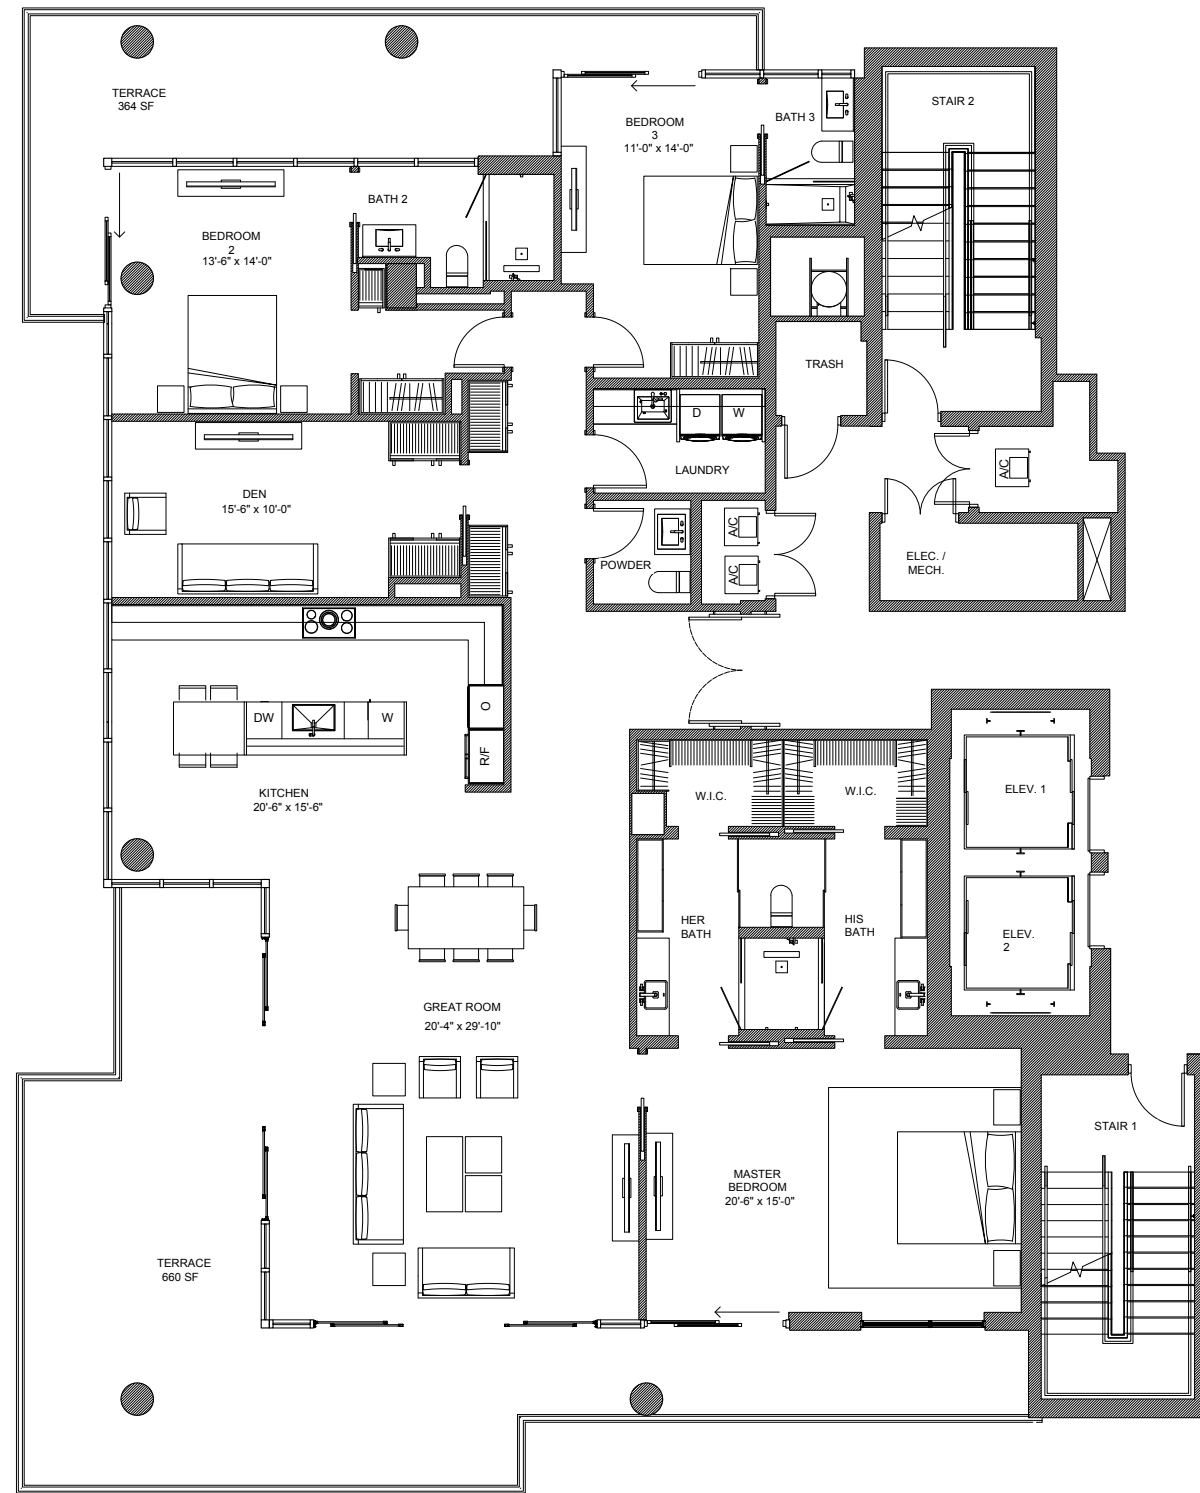 STAIR 2
TERRACE
364 SF
BATH 3
BEDROOM
3
11'-0" x 14'-0"
BATH 2
BEDROOM
2
13'-6" x 14'-0"
TRASH
D
W
LAUNDRY
A/C
DEN
15'-6" x 10'-0"
A/C
ELEC. /
MECH.
POWDER
A/C
O
DW
W
R/F
KITCHEN
20'-6" x 15'-6"
W.I.C.
W.I.C.
ELEV. 1
HER
BATH
HIS
BATH
ELEV.
2
GREAT ROOM
20'-4" x 29'-10"
STAIR 1
MASTER
BEDROOM
20'-6" x 15'-0"
TERRACE
660 SF